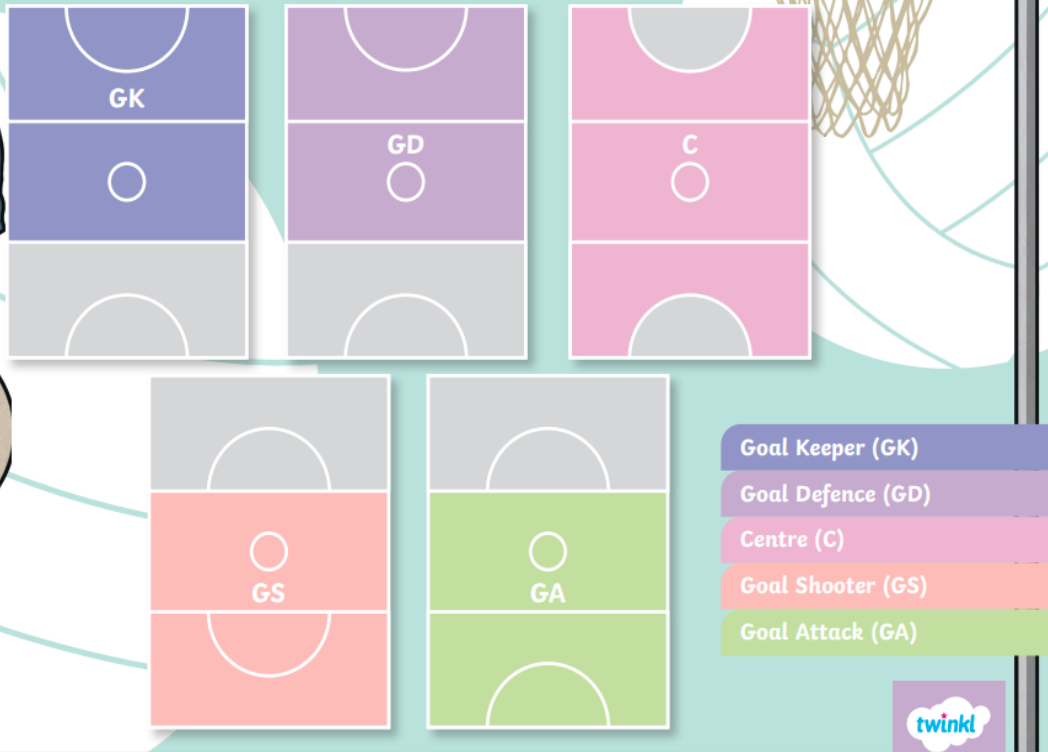 GK
GD
C
GS
GA
Goal Keeper (GK)
Goal Defence (GD)
Centre (C)
Goal Shooter (GS)
Goal Attack (GA)
twinkl